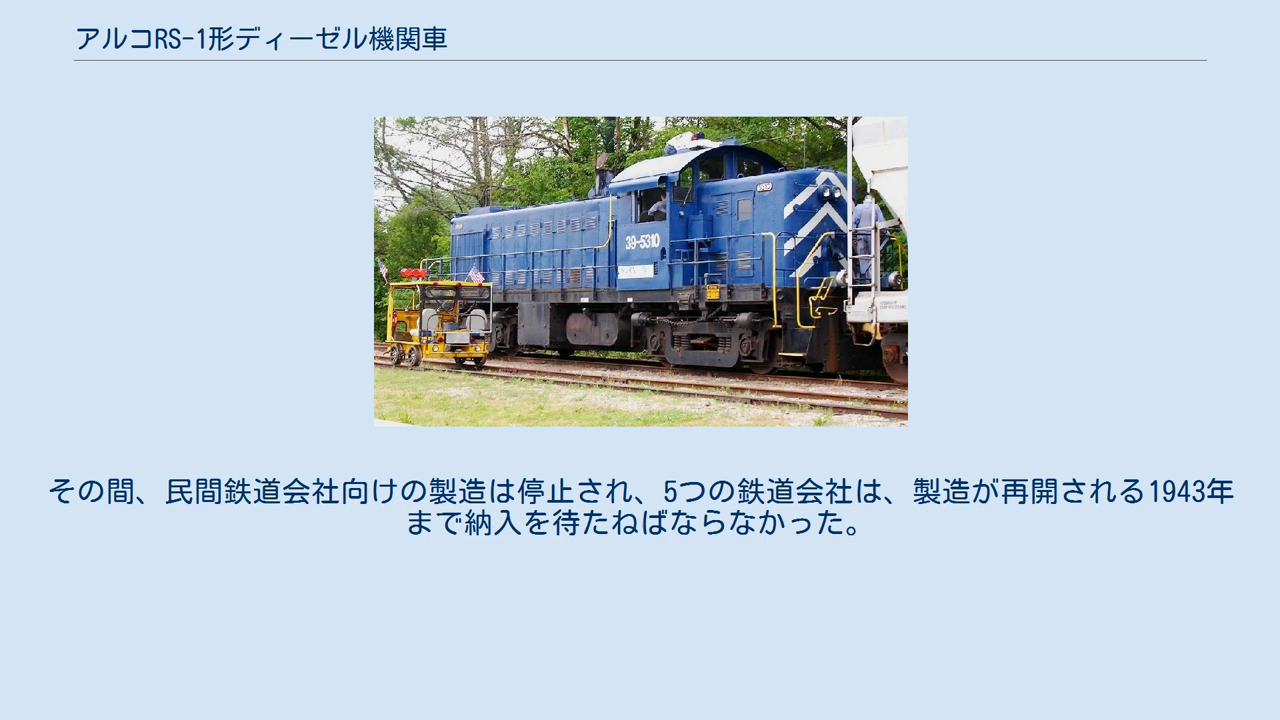 アルコRS-1形ディーゼル機関車
39-5310
その間、民間鉄道会社向けの製造は停止され、5つの鉄道会社は、製造が再開される1943年
まで納入を待たねばならなかった。